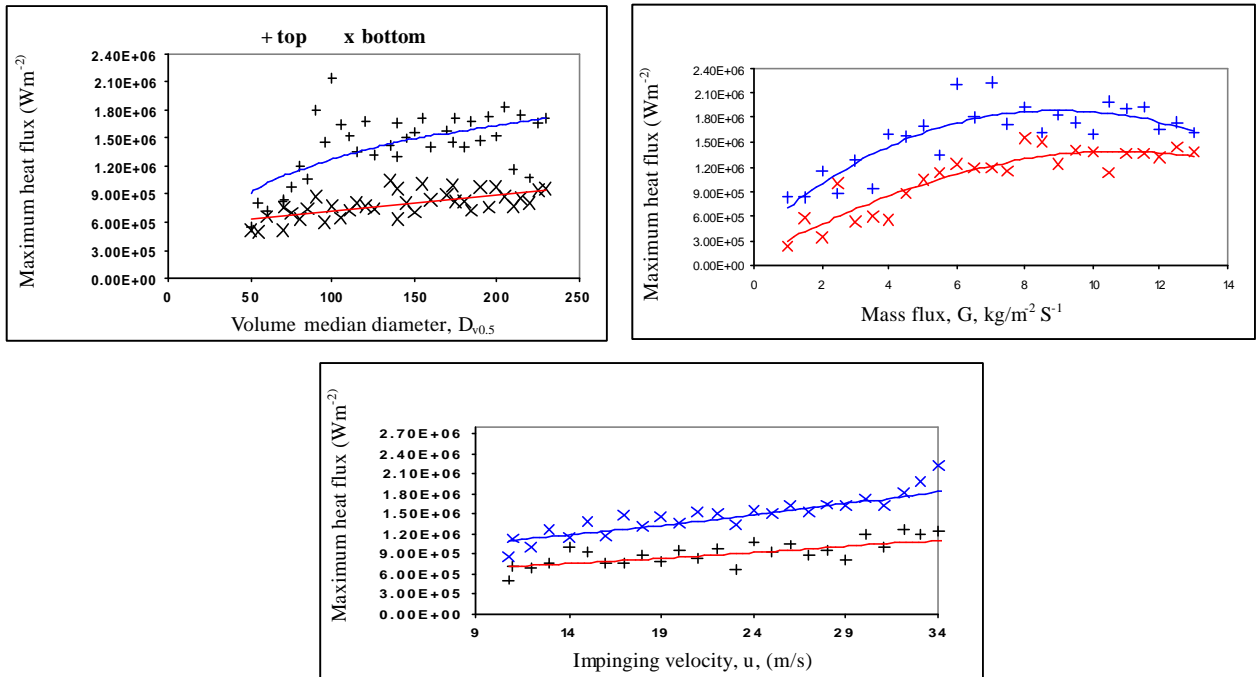 + top x bottom
Maximum heat flux (Wm-2)
2.40E+06
2.10E+06
1.80E+06
1.50E+06
1.20E+06
9.00E+05
6.00E+05
3.00E+05
0.00E+00
0 50 100 150 200 250
Volume median diameter, Dv0.5
Maximum heat flux (Wm-2)
2.40E+06
2.10E+06
1.80E+06
1.50E+06
1.20E+06
9.00E+05
6.00E+05
3.00E+05
0.00E+00
0 2 4 6 8 10 12 14
Mass flux, G, kg/m-2 S-1
Maximum heat flux (Wm-2)
2.70E+06
2.40E+06
2.10E+06
1.80E+06
1.50E+06
1.20E+06
9.00E+05
6.00E+05
3.00E+05
0.00E+00
9 14 19 24 29 34
Impinging velocity, u, (m/s)